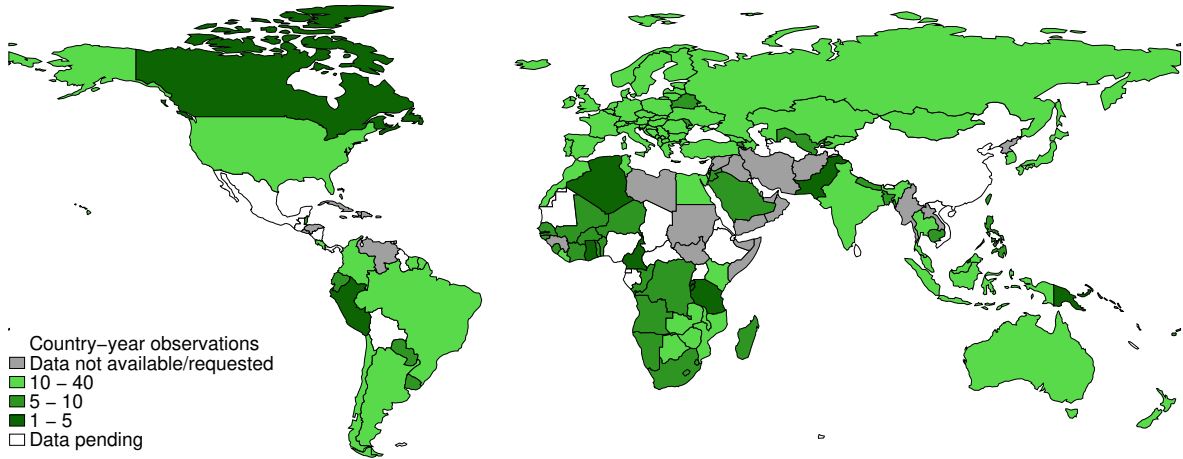 Country−year observations
Data not available/requested
10 − 40
5 − 10
1 − 5
Data pending